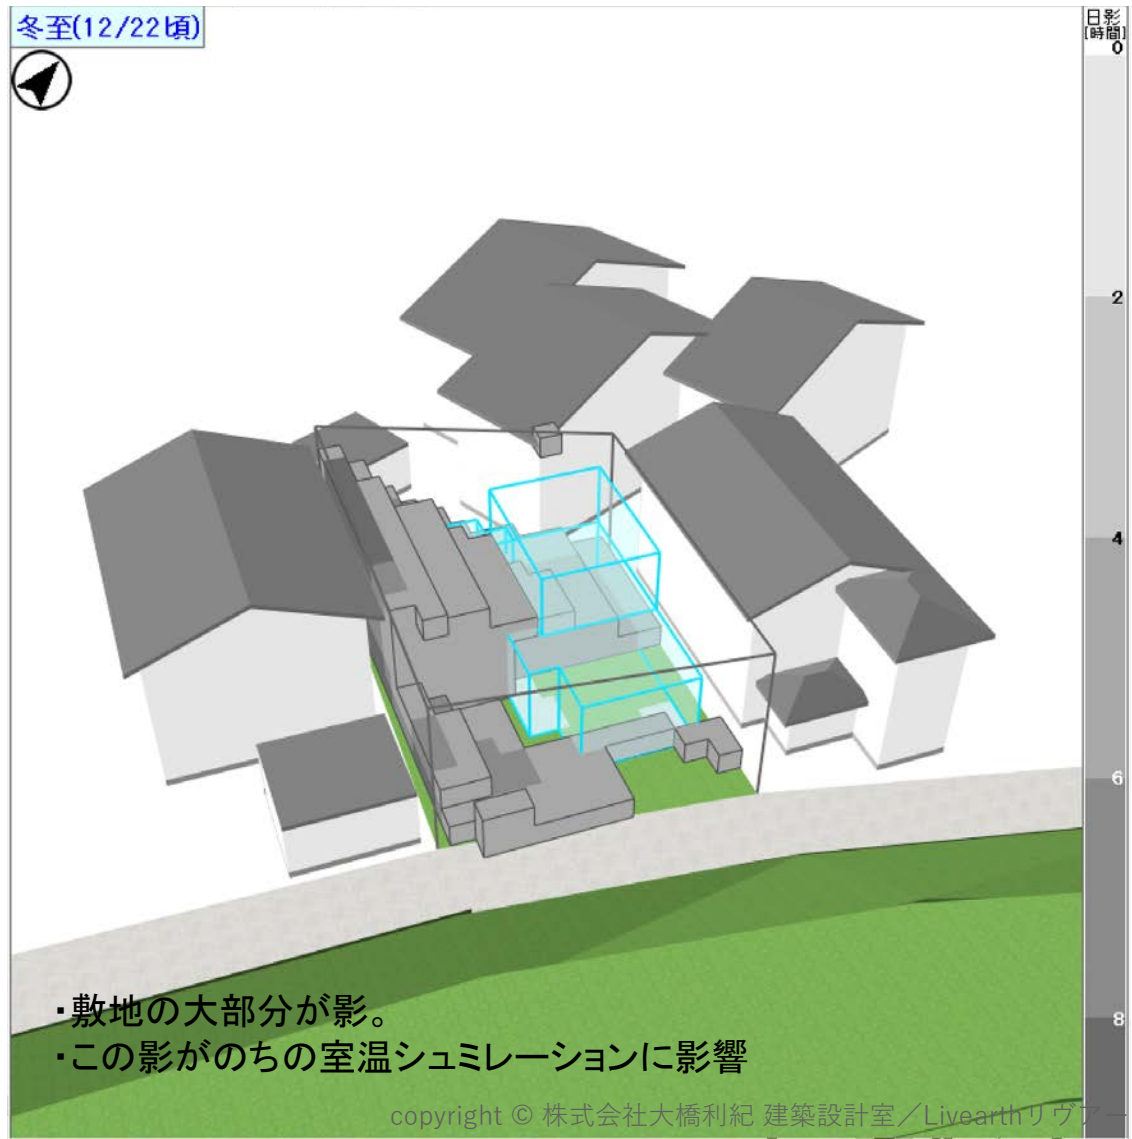 冬至(12/22頃)
日影
[時間]
0
2
4
6
8
・敷地の大部分が影。
・この影がのちの室温シュミレーションに影響
copyright © 株式会社大橋利紀 建築設計室／Livearthリヴアー